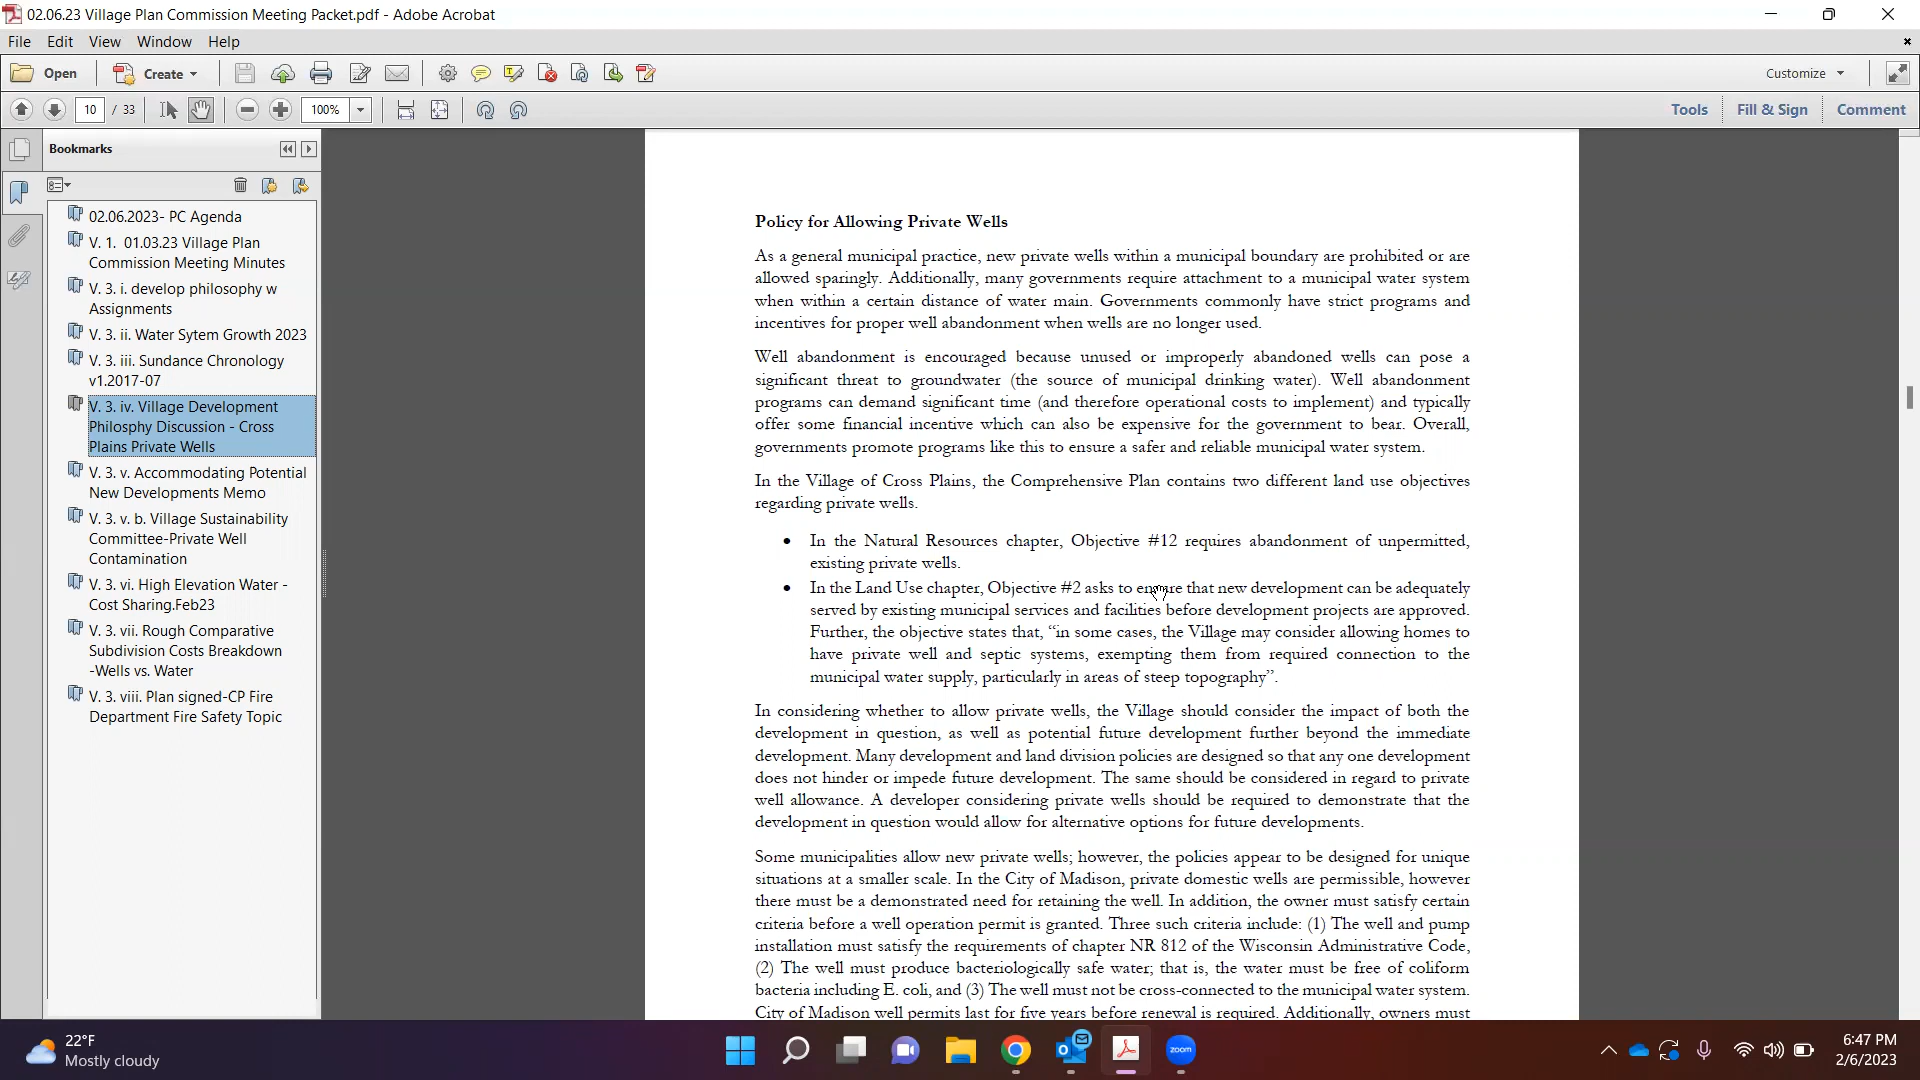 02.06.23 Village Plan Commission Meeting Packet.pdf - Adobe Acrobat
File Edit View Window Help
Open Create Customize
10 / 33 100% Tools Fill & Sign Comment
Bookmarks
02.06.2023- PC Agenda
V. 1. 01.03.23 Village Plan
Commission Meeting Minutes
V. 3. i. develop philosophy w
Assignments
V. 3. ii. Water Sytem Growth 2023
V. 3. iii. Sundance Chronology
v1.2017-07
V. 3. iv. Village Development
Philosphy Discussion - Cross
Plains Private Wells
V. 3. v. Accommodating Potential
New Developments Memo
V. 3. v. b. Village Sustainability
Committee-Private Well
Contamination
V. 3. vi. High Elevation Water -
Cost Sharing.Feb23
V. 3. vii. Rough Comparative
Subdivision Costs Breakdown
-Wells vs. Water
V. 3. viii. Plan signed-CP Fire
Department Fire Safety Topic
Policy for Allowing Private Wells
As a general municipal practice, new private wells within a municipal boundary are prohibited or are
allowed sparingly. Additionally, many governments require attachment to a municipal water system
when within a certain distance of water main. Governments commonly have strict programs and
incentives for proper well abandonment when wells are no longer used.
Well abandonment is encouraged because unused or improperly abandoned wells can pose a
significant threat to groundwater (the source of municipal drinking water). Well abandonment
programs can demand significant time (and therefore operational costs to implement) and typically
offer some financial incentive which can also be expensive for the government to bear. Overall,
governments promote programs like this to ensure a safer and reliable municipal water system.
In the Village of Cross Plains, the Comprehensive Plan contains two different land use objectives
regarding private wells.
• In the Natural Resources chapter, Objective #12 requires abandonment of unpermitted,
existing private wells.
• In the Land Use chapter, Objective #2 asks to ensure that new development can be adequately
served by existing municipal services and facilities before development projects are approved.
Further, the objective states that, “in some cases, the Village may consider allowing homes to
have private well and septic systems, exempting them from required connection to the
municipal water supply, particularly in areas of steep topography”.
In considering whether to allow private wells, the Village should consider the impact of both the
development in question, as well as potential future development further beyond the immediate
development. Many development and land division policies are designed so that any one development
does not hinder or impede future development. The same should be considered in regard to private
well allowance. A developer considering private wells should be required to demonstrate that the
development in question would allow for alternative options for future developments.
Some municipalities allow new private wells; however, the policies appear to be designed for unique
situations at a smaller scale. In the City of Madison, private domestic wells are permissible, however
there must be a demonstrated need for retaining the well. In addition, the owner must satisfy certain
criteria before a well operation permit is granted. Three such criteria include: (1) The well and pump
installation must satisfy the requirements of chapter NR 812 of the Wisconsin Administrative Code,
(2) The well must produce bacteriologically safe water; that is, the water must be free of coliform
bacteria including E. coli, and (3) The well must not be cross-connected to the municipal water system.
City of Madison well permits last for five years before renewal is required. Additionally, owners must
22°F
Mostly cloudy
zoom
6:47 PM
2/6/2023